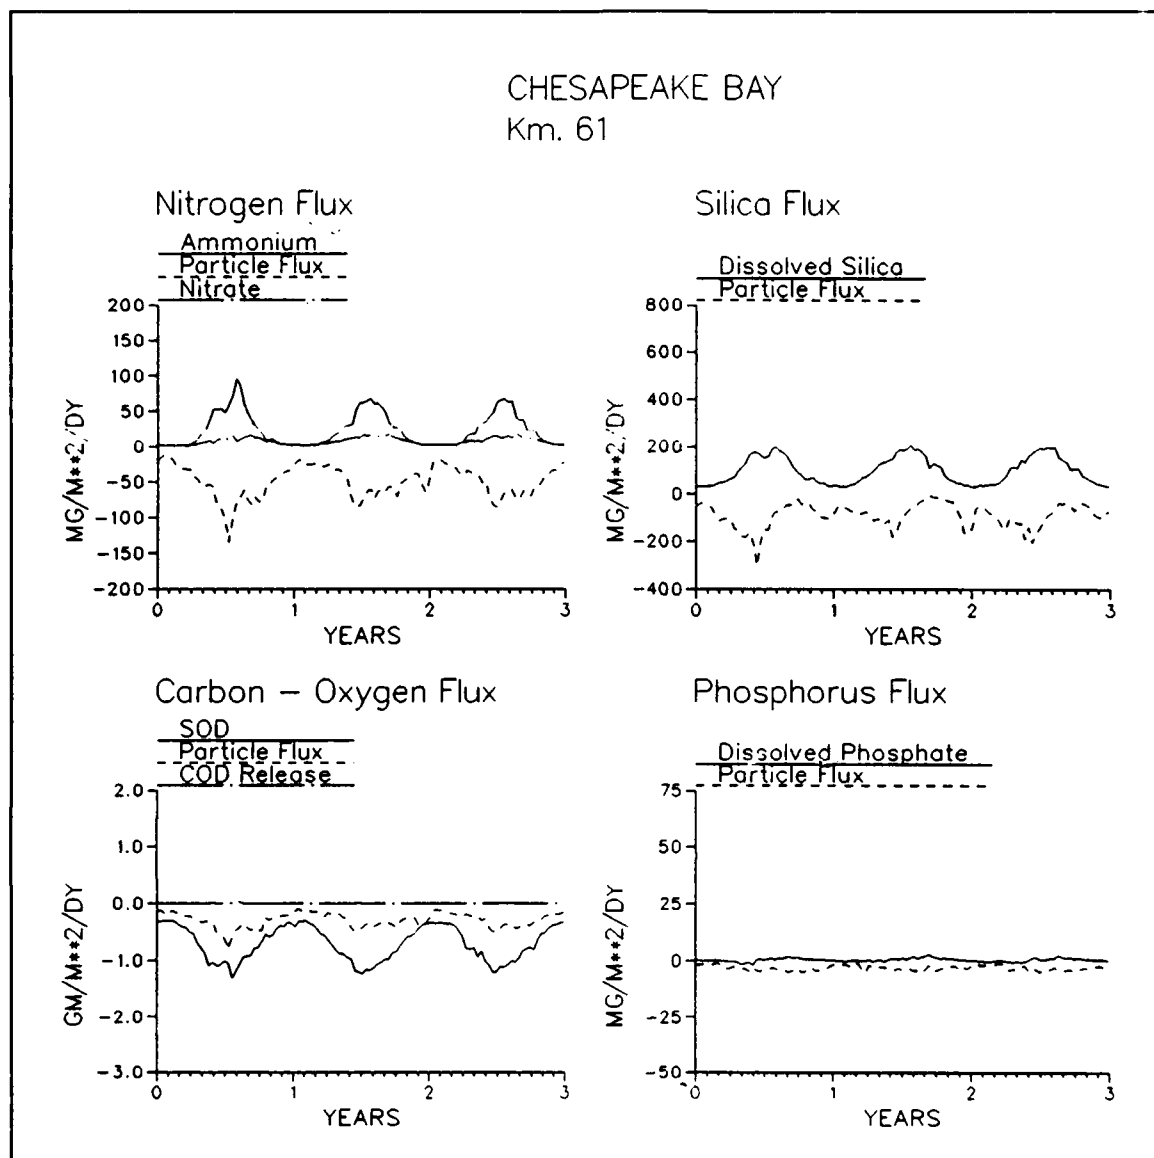 CHESAPEAKE BAY
Km. 61
Nitrogen Flux
Ammonium
Particle Flux
Nitrate
200
150
100
50
0
-50
-100
-150
-200
MG/M**2/DY
0 1 2 3
YEARS
Silica Flux
Dissolved Silica
Particle Flux
800
600
400
200
0
-200
-400
MG/M**2/DY
0 1 2 3
YEARS
Carbon - Oxygen Flux
SOD
Particle Flux
COD Release
2.0
1.0
0.0
-1.0
-2.0
-3.0
GM/M**2/DY
0 1 2 3
YEARS
Phosphorus Flux
Dissolved Phosphate
Particle Flux
75
50
25
0
-25
-50
MG/M**2/DY
0 1 2 3
YEARS